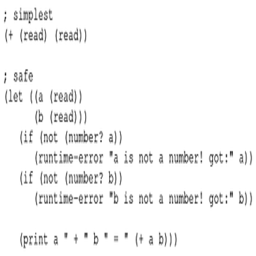 ; simplest
(+ (read) (read))

; safe
(let ((a (read))
      (b (read)))
   (if (not (number? a))
      (runtime-error "a is not a number! got:" a))
   (if (not (number? b))
      (runtime-error "b is not a number! got:" b))

   (print a " + " b " = " (+ a b)))